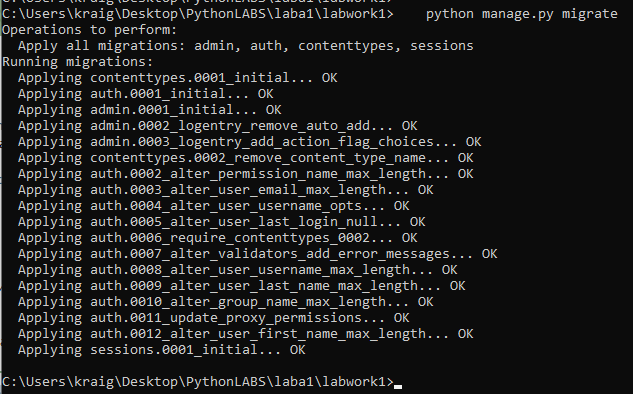 C:\Users\kraig\Desktop\PythonLABS\laba1\labwork1>    python manage.py migrate
Operations to perform:
  Apply all migrations: admin, auth, contenttypes, sessions
Running migrations:
  Applying contenttypes.0001_initial... OK
  Applying auth.0001_initial... OK
  Applying admin.0001_initial... OK
  Applying admin.0002_logentry_remove_auto_add... OK
  Applying admin.0003_logentry_add_action_flag_choices... OK
  Applying contenttypes.0002_remove_content_type_name... OK
  Applying auth.0002_alter_permission_name_max_length... OK
  Applying auth.0003_alter_user_email_max_length... OK
  Applying auth.0004_alter_user_username_opts... OK
  Applying auth.0005_alter_user_last_login_null... OK
  Applying auth.0006_require_contenttypes_0002... OK
  Applying auth.0007_alter_validators_add_error_messages... OK
  Applying auth.0008_alter_user_username_max_length... OK
  Applying auth.0009_alter_user_last_name_max_length... OK
  Applying auth.0010_alter_group_name_max_length... OK
  Applying auth.0011_update_proxy_permissions... OK
  Applying auth.0012_alter_user_first_name_max_length... OK
  Applying sessions.0001_initial... OK
C:\Users\kraig\Desktop\PythonLABS\laba1\labwork1>